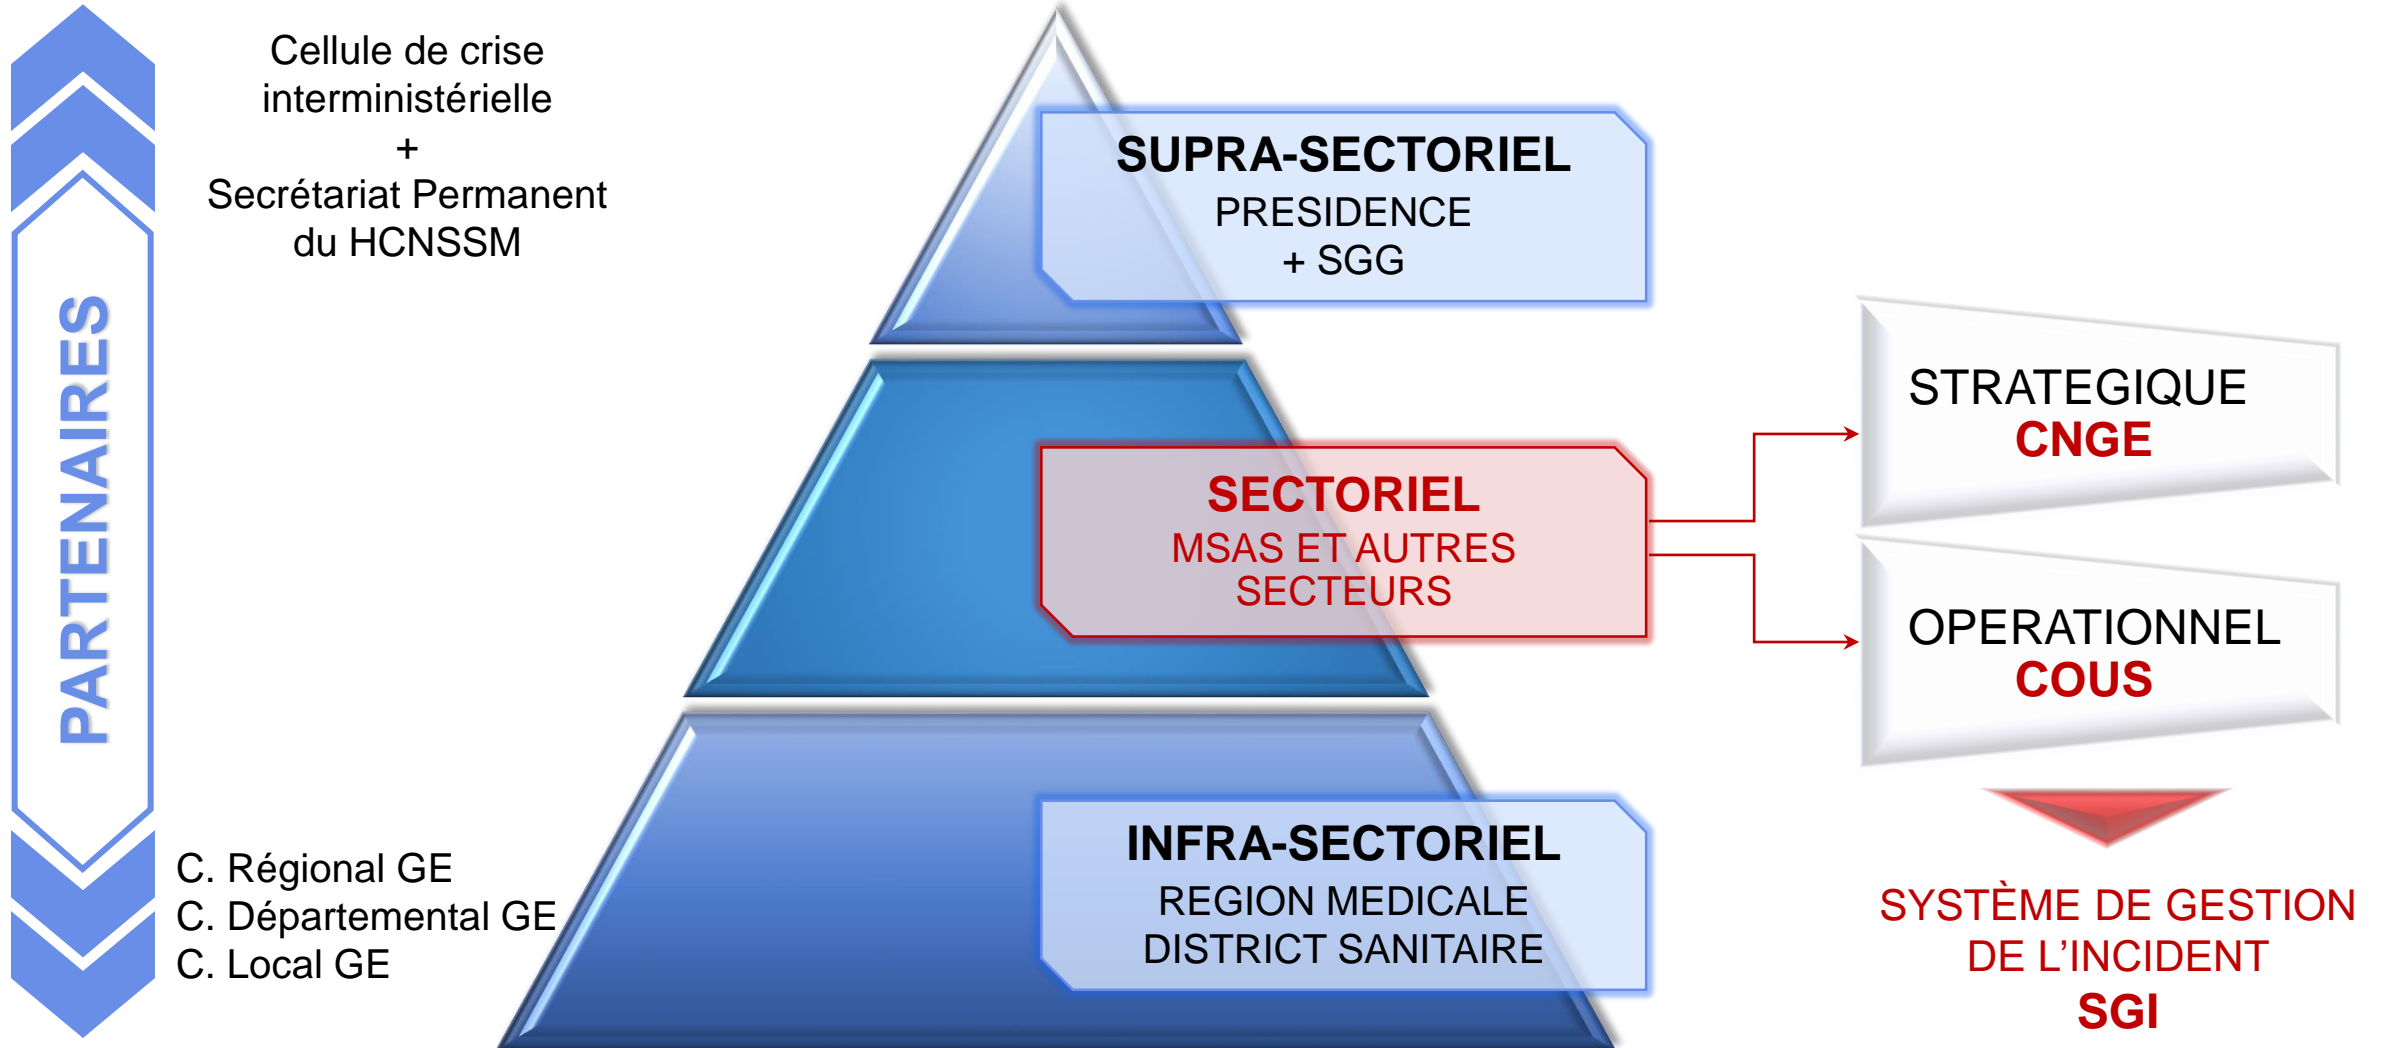 PARTENAIRES
Cellule de crise
interministérielle
+
Secrétariat Permanent
du HCNSSM
SUPRA-SECTORIEL
PRESIDENCE
+ SGG
SECTORIEL
MSAS ET AUTRES
SECTEURS
STRATEGIQUE
CNGE
OPERATIONNEL
COUS
C. Régional GE
C. Départemental GE
C. Local GE
INFRA-SECTORIEL
REGION MEDICALE
DISTRICT SANITAIRE
SYSTÈME DE GESTION
DE L’INCIDENT
SGI